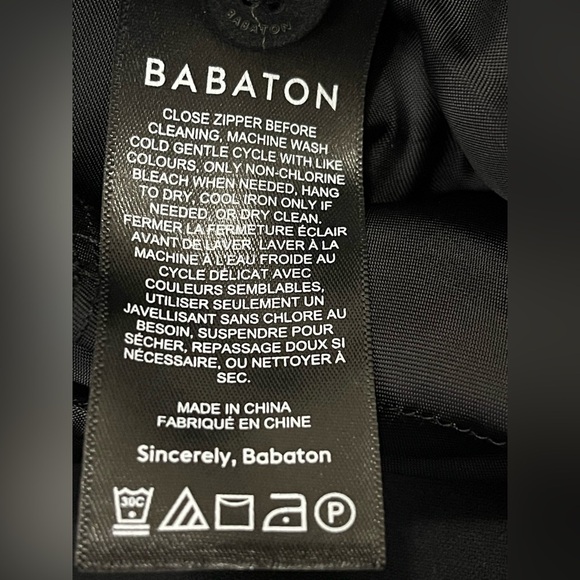 BABATON
BABATON
CLOSE ZIPPER BEFORE
CLEANING, MACHINE WASH
COLD GENTLE CYCLE WITH LIKE
COLOURS, ONLY NON-CHLORINE
BLEACH WHEN NEEDED, HANG
TO DRY, COOL IRON ONLY IF
NEEDED, OR DRY CLEAN.
FERMER LA FERMETURE ÉCLAIR
AVANT DE LAVER, LAVER À LA
MACHINE À L'EAU FROIDE AU
CYCLE DÉLICAT AVEC
COULEURS SEMBLABLES,
UTILISER SEULEMENT UN
JAVELLISANT SANS CHLORE AU
BESOIN, SUSPENDRE POUR
SÉCHER, REPASSAGE DOUX SI
NÉCESSAIRE, OU NETTOYER À
SEC.
MADE IN CHINA
FABRIQUÉ EN CHINE
Sincerely, Babaton
30C P